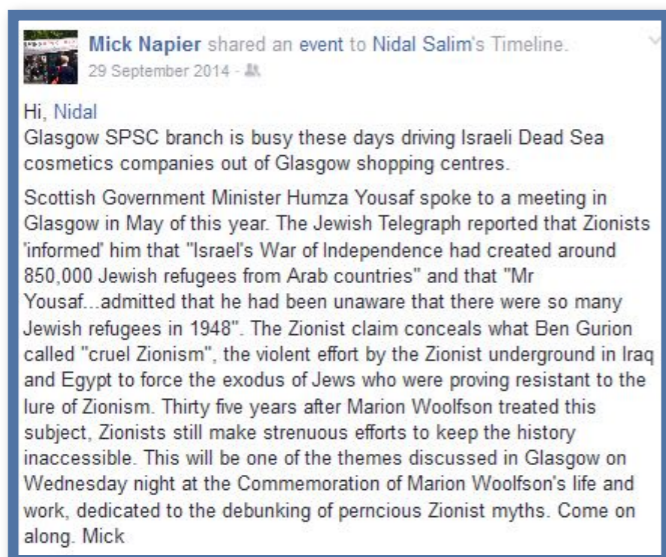 Mick Napier shared an event to Nidal Salim's Timeline.
29 September 2014 ·
Hi, Nidal
Glasgow SPSC branch is busy these days driving Israeli Dead Sea
cosmetics companies out of Glasgow shopping centres.
Scottish Government Minister Humza Yousaf spoke to a meeting in
Glasgow in May of this year. The Jewish Telegraph reported that Zionists
'informed' him that "Israel's War of Independence had created around
850,000 Jewish refugees from Arab countries" and that "Mr
Yousaf...admitted that he had been unaware that there were so many
Jewish refugees in 1948". The Zionist claim conceals what Ben Gurion
called "cruel Zionism", the violent effort by the Zionist underground in Iraq
and Egypt to force the exodus of Jews who were proving resistant to the
lure of Zionism. Thirty five years after Marion Woolfson treated this
subject, Zionists still make strenuous efforts to keep the history
inaccessible. This will be one of the themes discussed in Glasgow on
Wednesday night at the Commemoration of Marion Woolfson's life and
work, dedicated to the debunking of perncious Zionist myths. Come on
along. Mick